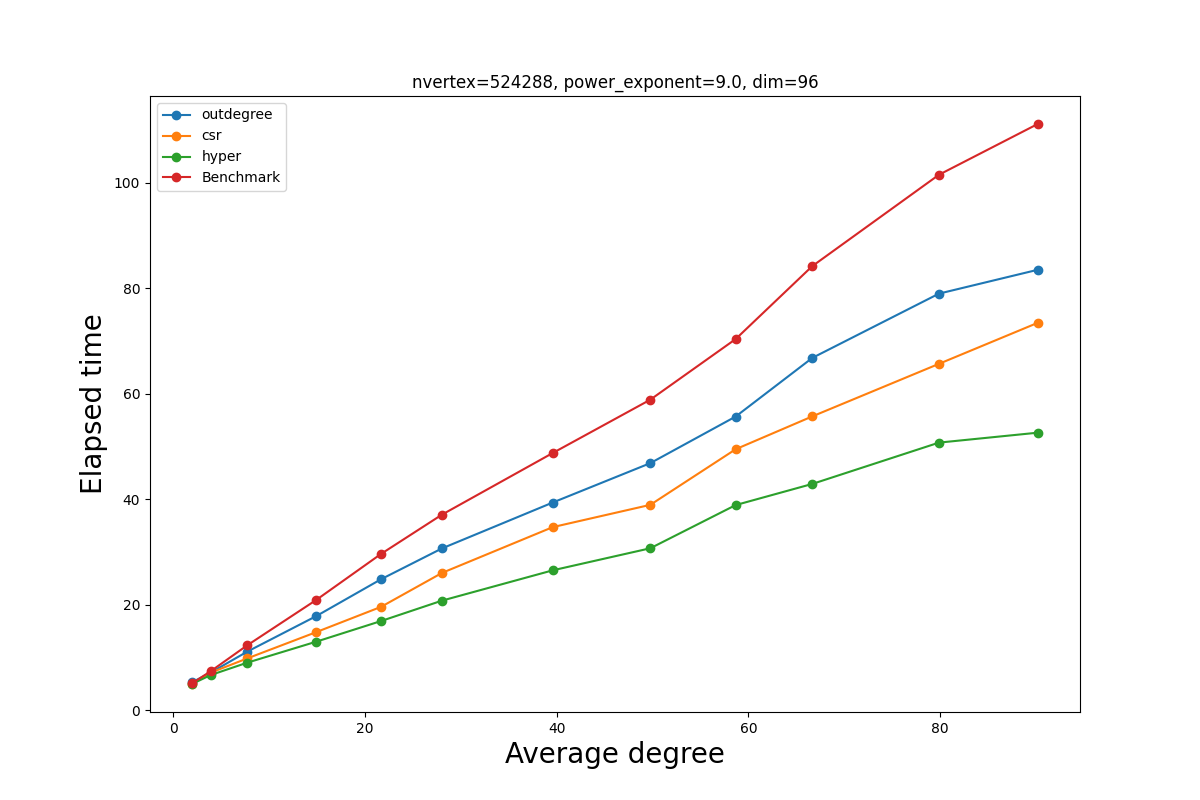 nvertex=524288, power_exponent=9.0, dim=96
outdegree
csr
hyper
Benchmark
100
80
60
40
20
0
Elapsed time
0 20 40 60 80
Average degree